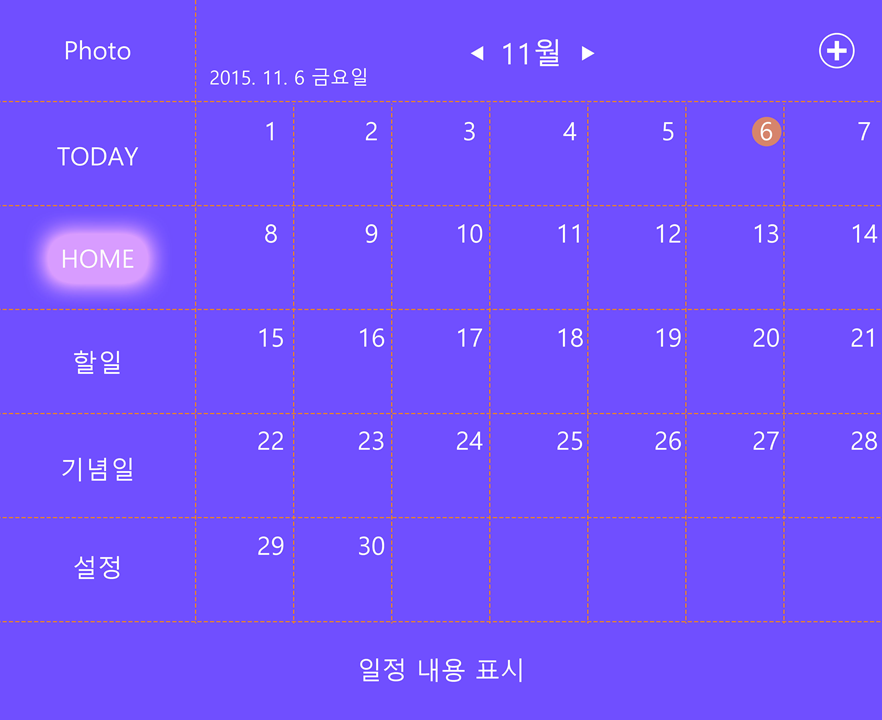 Photo
◀ 11월 ▶
2015. 11. 6 금요일
TODAY
1 2 3 4 5 6 7
HOME
8 9 10 11 12 13 14
할일
15 16 17 18 19 20 21
기념일
22 23 24 25 26 27 28
설정
29 30
일정 내용 표시